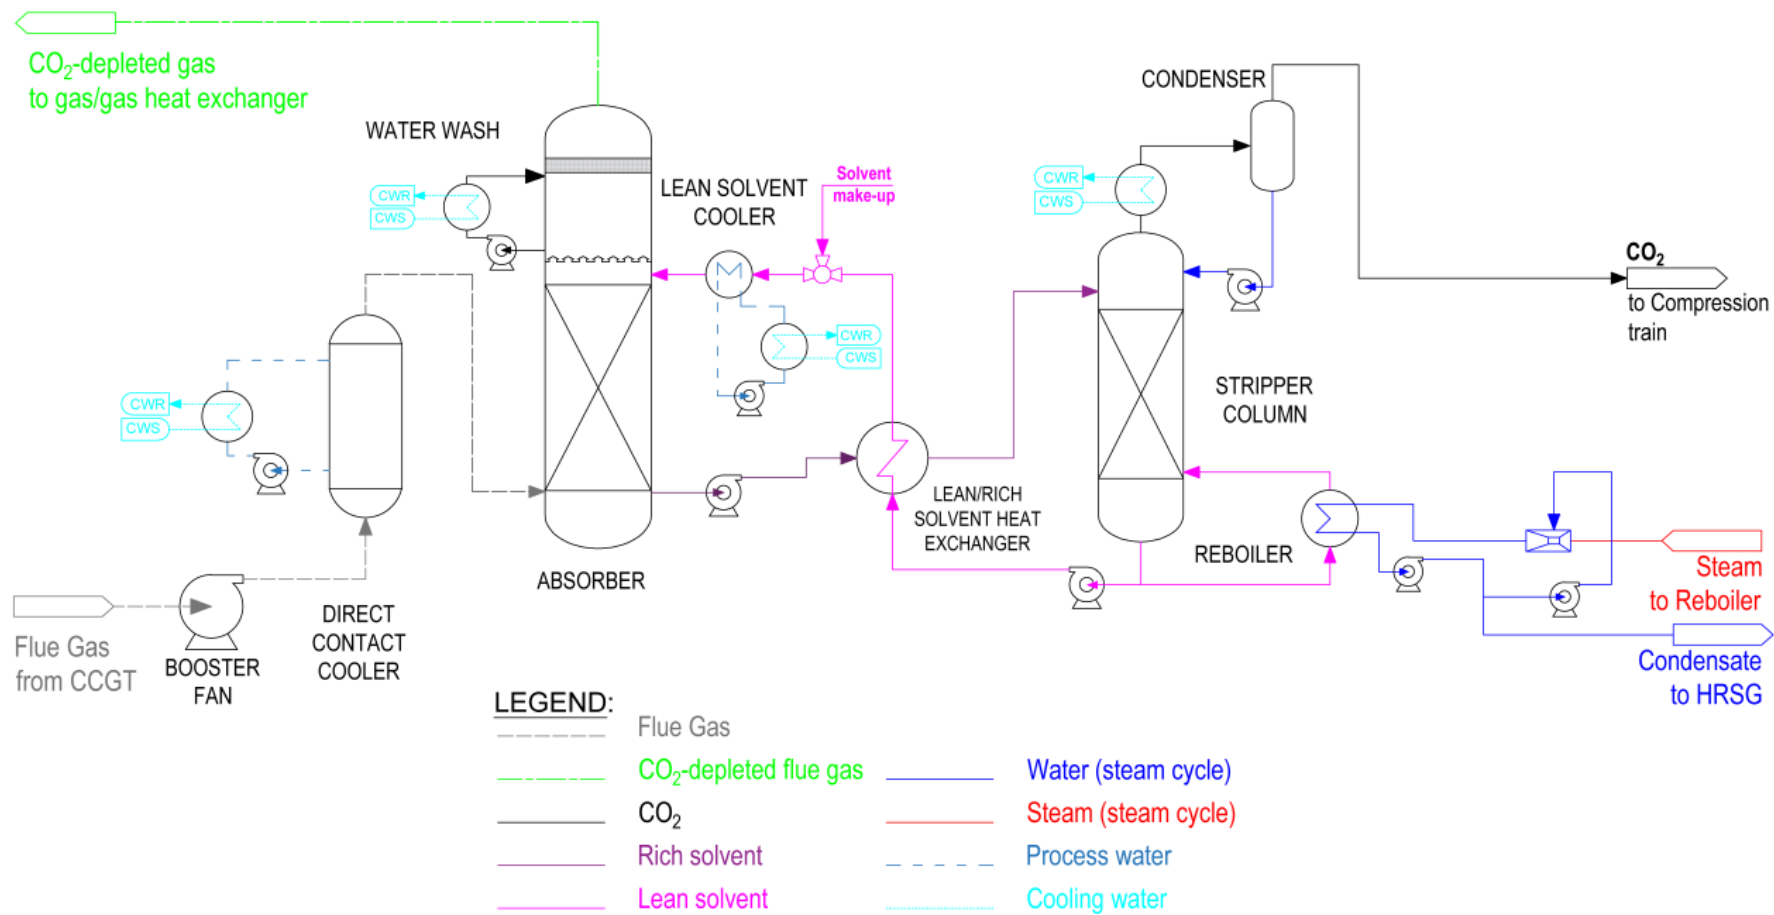 CO₂-depleted gas
to gas/gas heat exchanger
WATER WASH
CWR
CWS
LEAN SOLVENT
COOLER
Solvent
make-up
CONDENSER
CWR
CWS
CO₂
to Compression
train
CWR
CWS
CWR
CWS
STRIPPER
COLUMN
LEAN/RICH
SOLVENT HEAT
EXCHANGER
REBOILER
ABSORBER
Steam
to Reboiler
Condensate
to HRSG
DIRECT
CONTACT
COOLER
BOOSTER
FAN
Flue Gas
from CCGT
LEGEND:
Flue Gas
CO₂-depleted flue gas
CO₂
Rich solvent
Lean solvent
Water (steam cycle)
Steam (steam cycle)
Process water
Cooling water